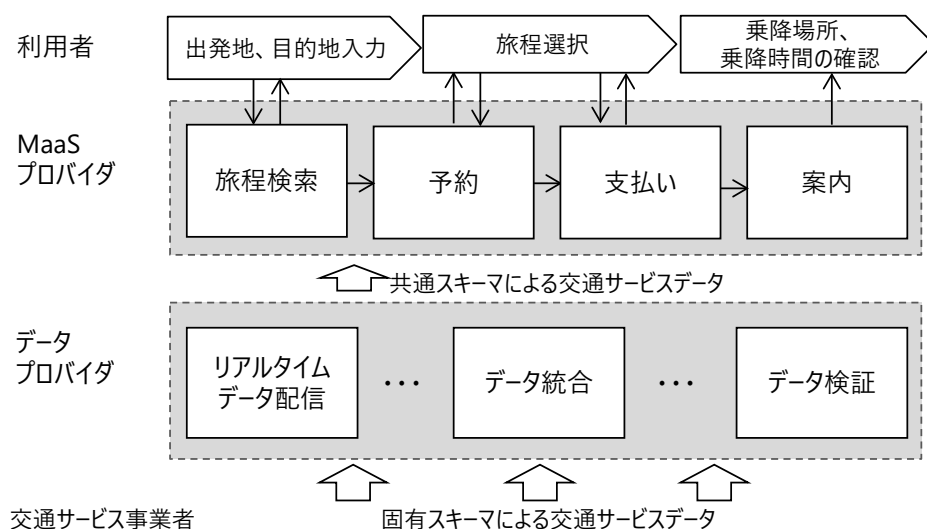 利用者
出発地、目的地入力
旅程選択
乗降場所、
乗降時間の確認
MaaS
プロバイダ
旅程検索
予約
支払い
案内
共通スキーマによる交通サービスデータ
データ
プロバイダ
リアルタイム
データ配信
…
データ統合
…
データ検証
交通サービス事業者
固有スキーマによる交通サービスデータ